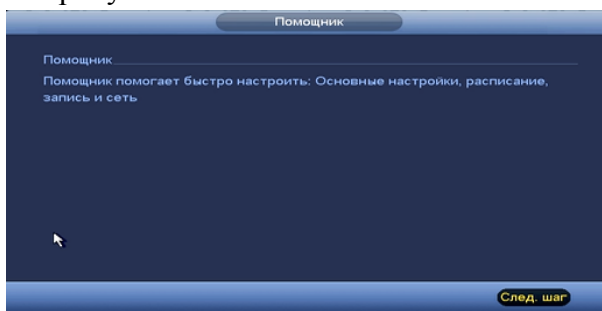 Помощник
Помощник
Помощник помогает быстро настроить: Основные настройки, расписание,
запись и сеть
След. шаг